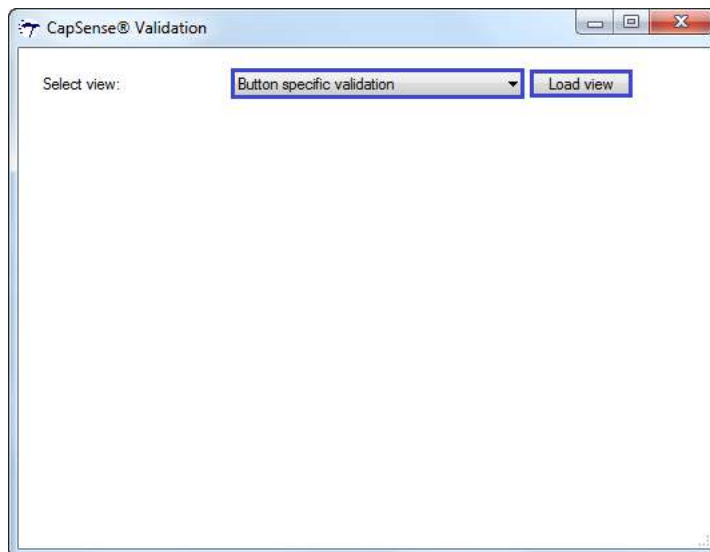 CapSense® Validation
Select view: Button specific validation Load view